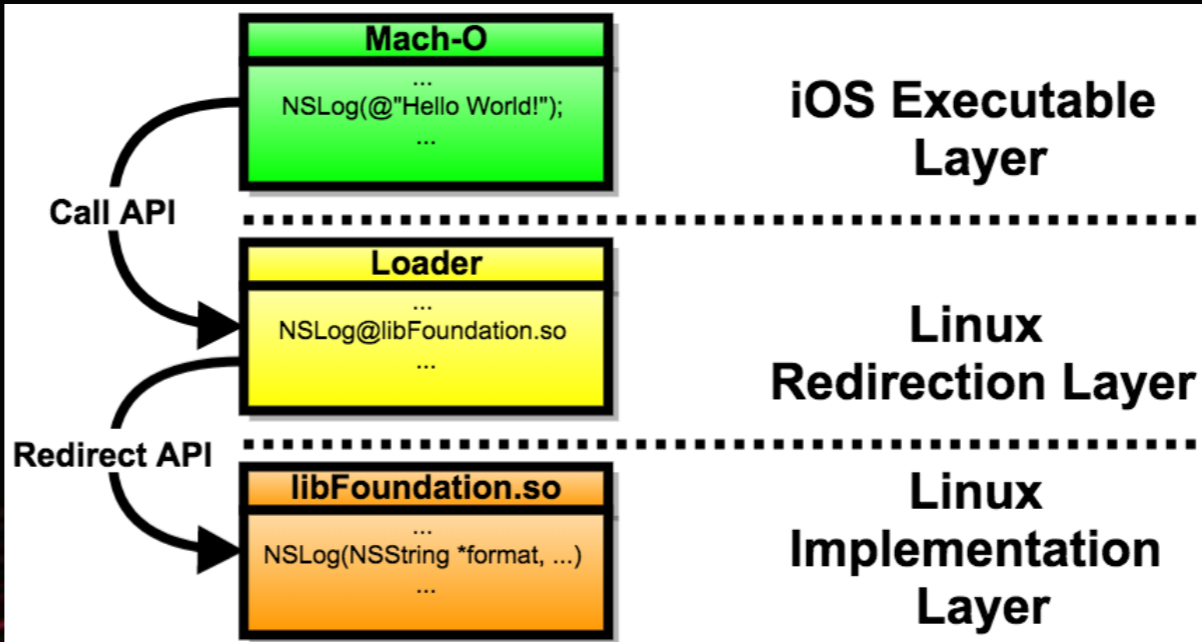 Mach-O
...
NSLog(@"Hello World!");
...
iOS Executable
Layer
Call API
Loader
...
NSLog@libFoundation.so
...
Linux
Redirection Layer
Redirect API
libFoundation.so
...
NSLog(NSString *format, ...)
...
Linux
Implementation
Layer